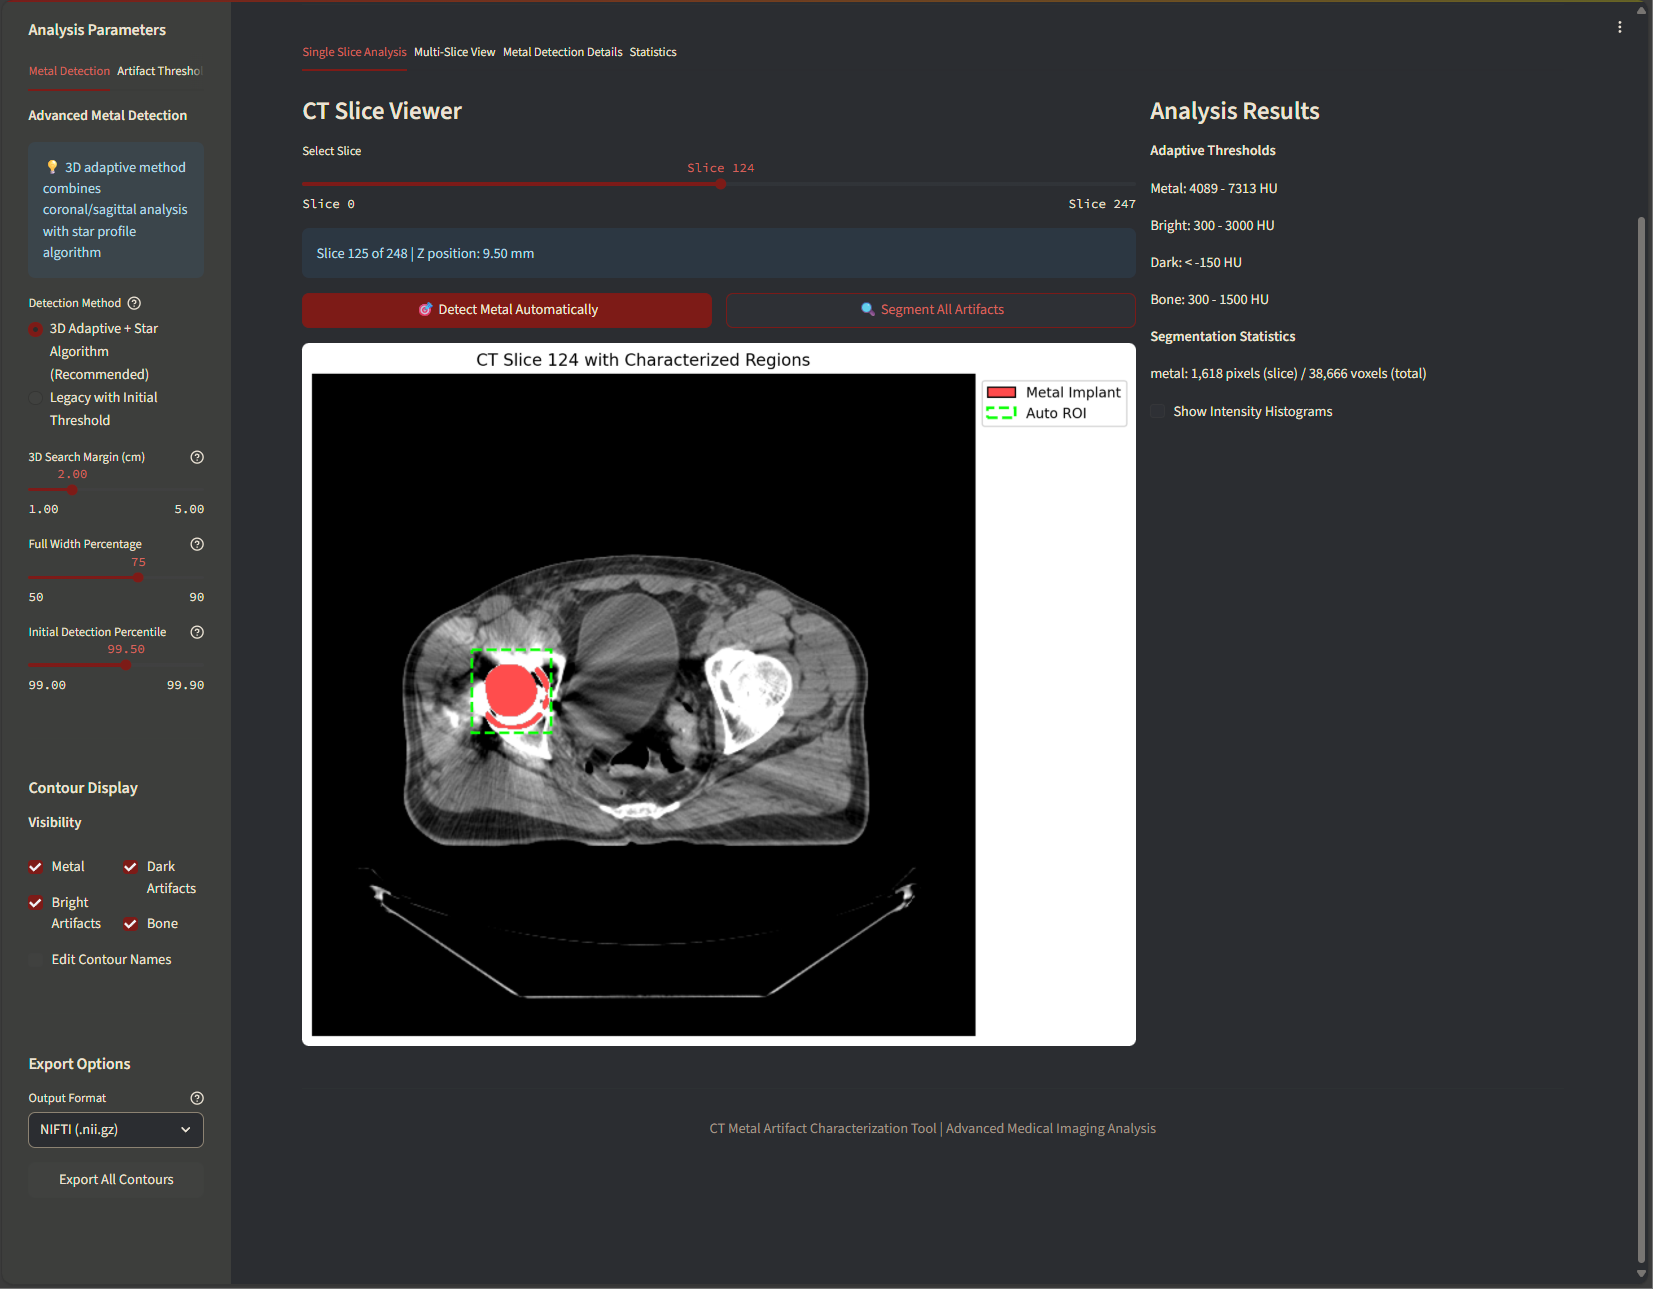 Analysis Parameters
Metal Detection Artifact Thresho
Advanced Metal Detection
💡 3D adaptive method
combines
coronal/sagittal analysis
with star profile
algorithm
Detection Method
3D Adaptive + Star
Algorithm
(Recommended)
Legacy with Initial
Threshold
3D Search Margin (cm)
2.00
1.00 5.00
Full Width Percentage
75
50 90
Initial Detection Percentile
99.50
99.00 99.90
Contour Display
Visibility
Metal
Dark
Artifacts
Bright
Artifacts
Bone
Edit Contour Names
Export Options
Output Format
NIFTI (.nii.gz)
Export All Contours
Single Slice Analysis Multi-Slice View Metal Detection Details Statistics
CT Slice Viewer
Select Slice
Slice 124
Slice 0 Slice 247
Slice 125 of 248 | Z position: 9.50 mm
🎯 Detect Metal Automatically
🔍 Segment All Artifacts
CT Slice 124 with Characterized Regions
Metal Implant
Auto ROI
Analysis Results
Adaptive Thresholds
Metal: 4089 - 7313 HU
Bright: 300 - 3000 HU
Dark: < -150 HU
Bone: 300 - 1500 HU
Segmentation Statistics
metal: 1,618 pixels (slice) / 38,666 voxels (total)
Show Intensity Histograms
CT Metal Artifact Characterization Tool | Advanced Medical Imaging Analysis